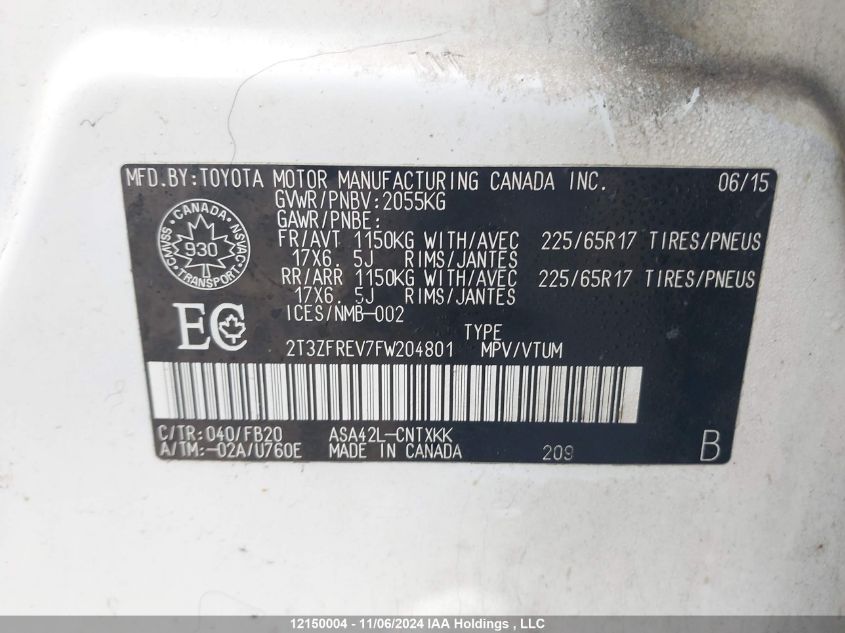 MFD.BY:TOYOTA MOTOR MANUFACTURING CANADA INC. 06/15
GVWR/PNBV:2055KG
GAWR/PNBE:
FR/AVT 1150KG WITH/AVEC 225/65R17 TIRES/PNEUS
17X6. 5J RIMS/JANTES
RR/ARR 1150KG WITH/AVEC 225/65R17 TIRES/PNEUS
17X6. 5J RIMS/JANTES
ICES/NMB-002
CANADA
CMVSS 930 NSVAC
TRANSPORT
EC
TYPE
2T3ZFREV7FW204801 MPV/VTUM
C/TR:040/FB20 ASA42L-CNTXKK
A/TM:-02A/U760E MADE IN CANADA 209 B
12150004 - 11/06/2024 IAA Holdings , LLC